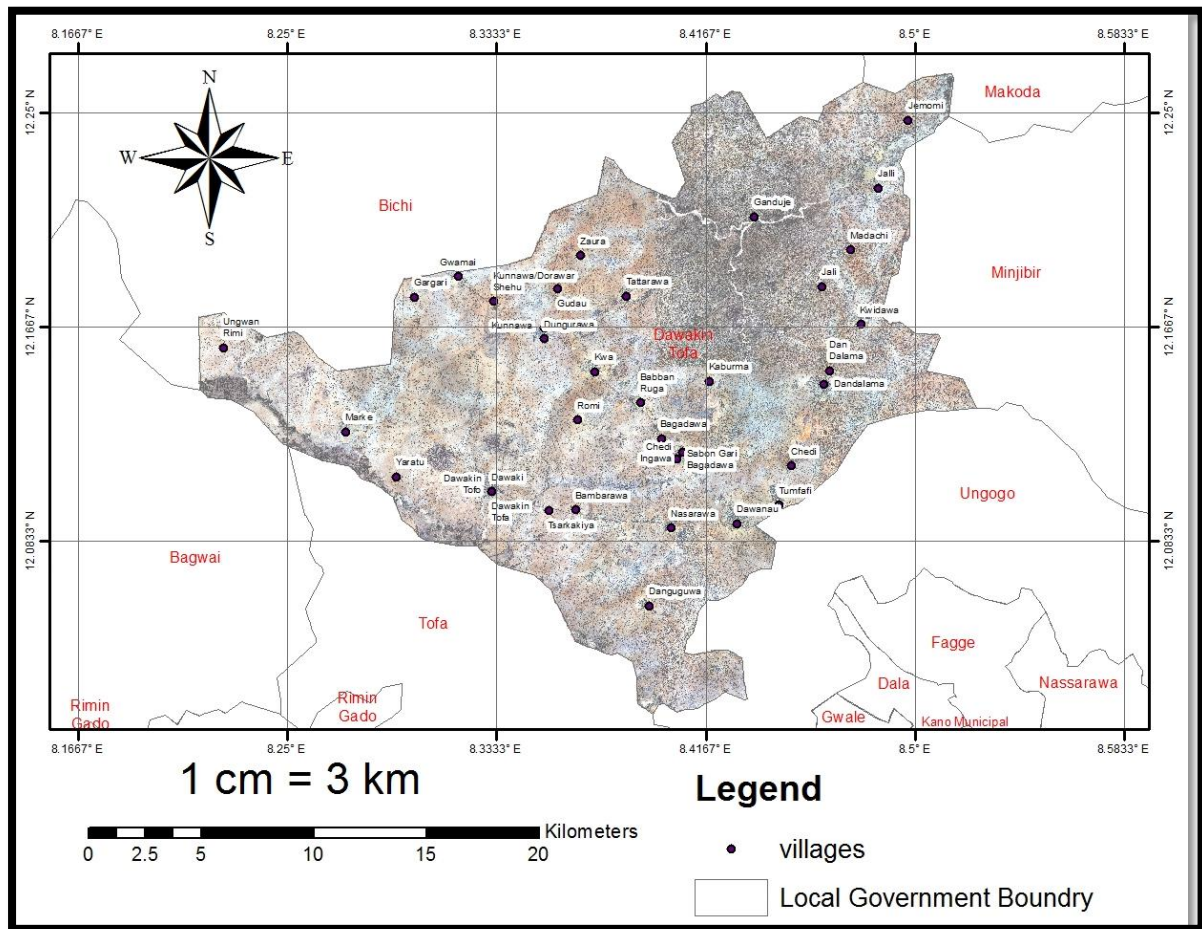 8.1667° E
8.25° E
8.3333° E
8.4167° E
8.5° E
8.5833° E
12.25° N
12.25° N
N
W
E
S
Makoda
Jemomi
Jalli
Bichi
Ganduje
Zaura
Madachi
Minjibir
Gwamai
Kunnawa/Dorawar
Shehu
Gargari
Tattarawa
Jali
Gudau
Kwidawa
12.1667° N
12.1667° N
Ungwan
Rimi
Kunnawa
Dungurawa
Dawakin
Tofa
Dan
Dalama
Kwa
Kaburma
Babban
Ruga
Dandalama
Romi
Marke
Bagadawa
Chedi
Ingawa
Sabon Gari
Bagadawa
Chedi
Yaratu
Dawakin
Tofo
Dawaki
Ungogo
Bambarawa
Tumfafi
Dawakin
Tofa
Tsarkakiya
Nasarawa
Dawanau
12.0833° N
12.0833° N
Bagwai
Danguguwa
Tofa
Fagge
Dala
Nassarawa
Rimin
Gado
Rimin
Gado
Gwale
Kano Municipal
8.1667° E
8.25° E
8.3333° E
8.4167° E
8.5° E
8.5833° E
1 cm = 3 km
Kilometers
0 2.5 5 10 15 20
Legend
villages
Local Government Boundry